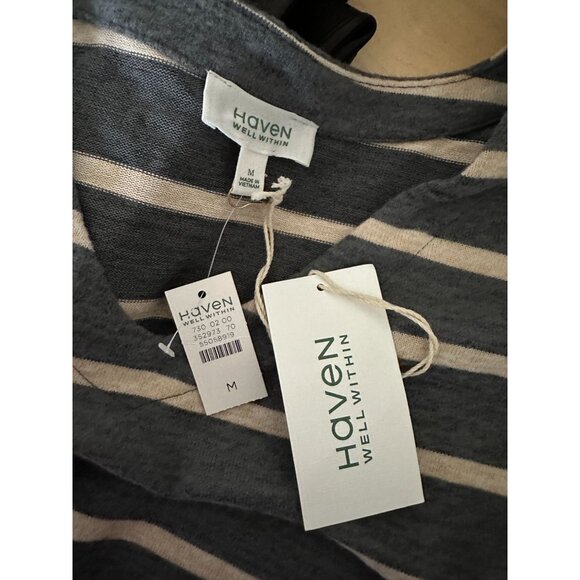 Haven
WELL WITHIN
M
MADE IN
VIETNAM
Haven
WELL WITHIN
730 02 00
352973 70
55058919
M
Haven
WELL WITHIN